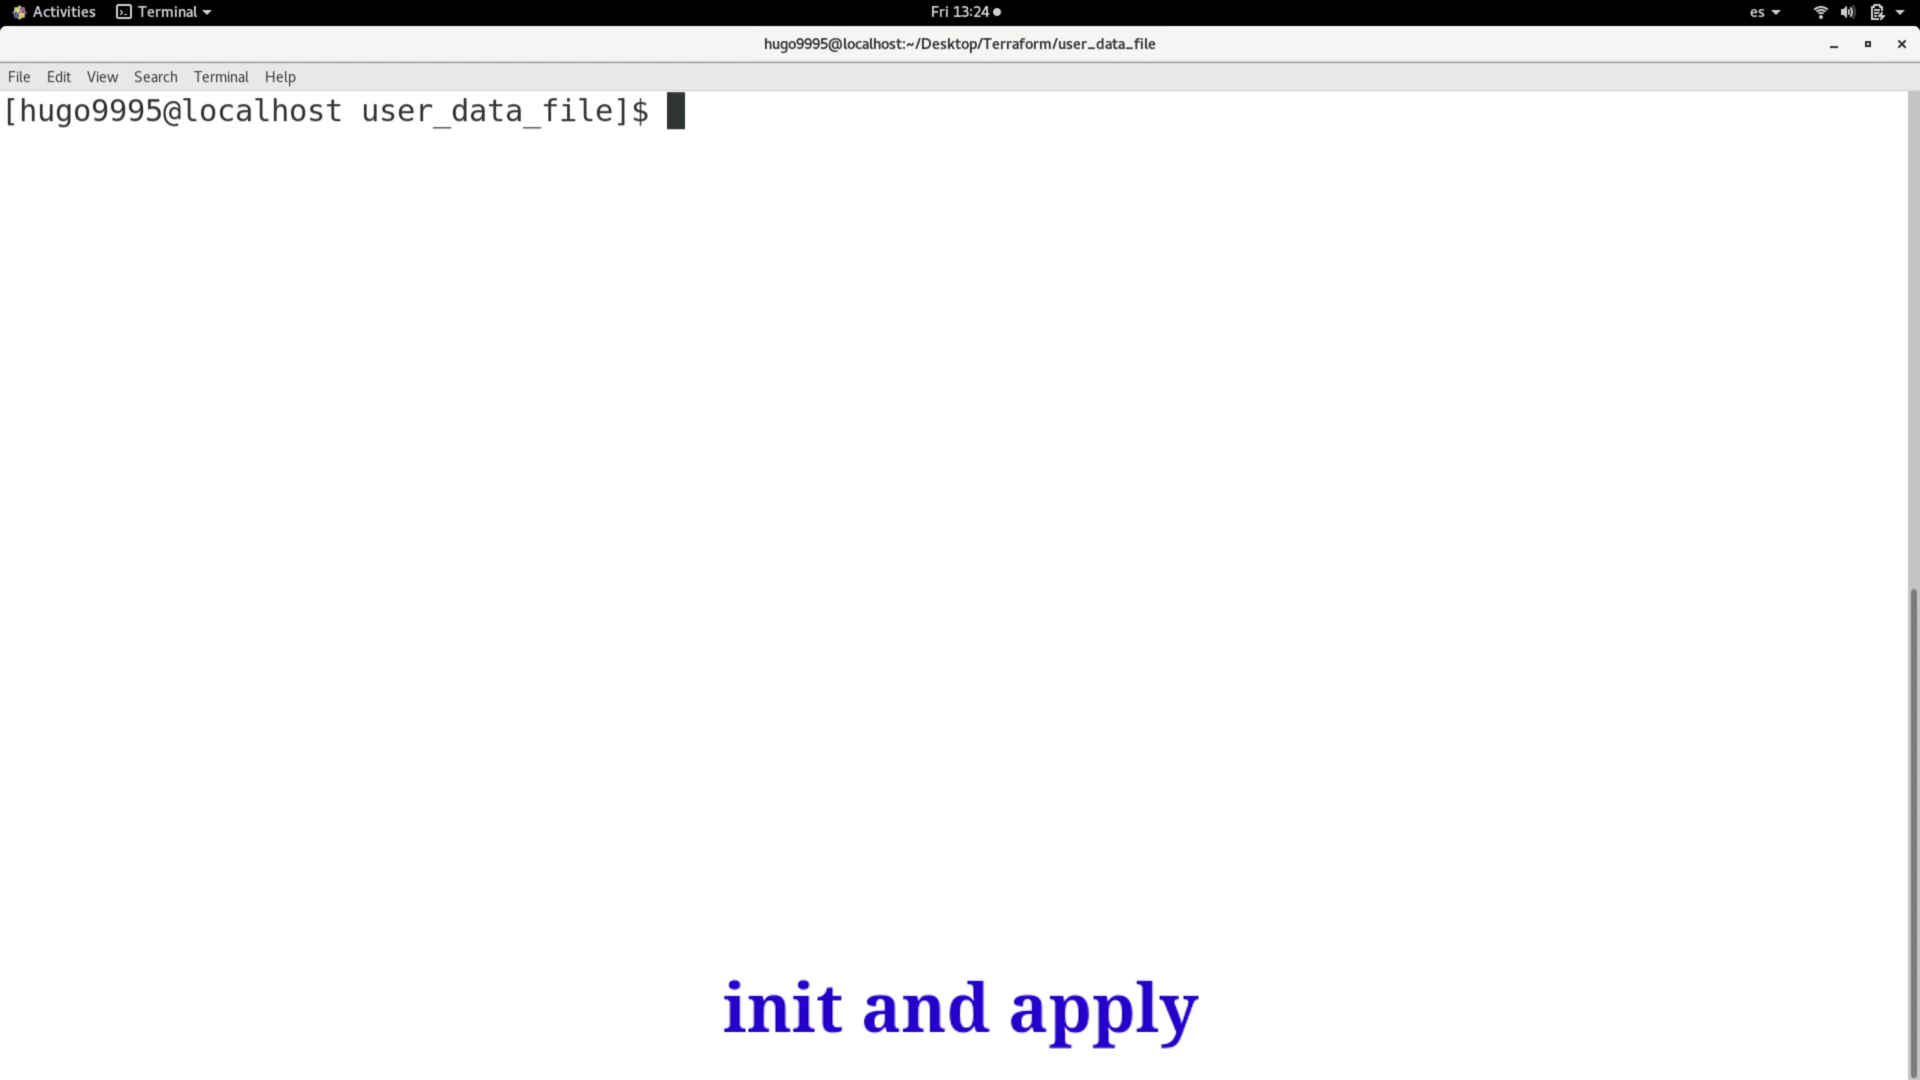 Activities Terminal Fri 13:24 es
hugo9995@localhost:~/Desktop/Terraform/user_data_file
File Edit View Search Terminal Help
[hugo9995@localhost user_data_file]$
init and apply